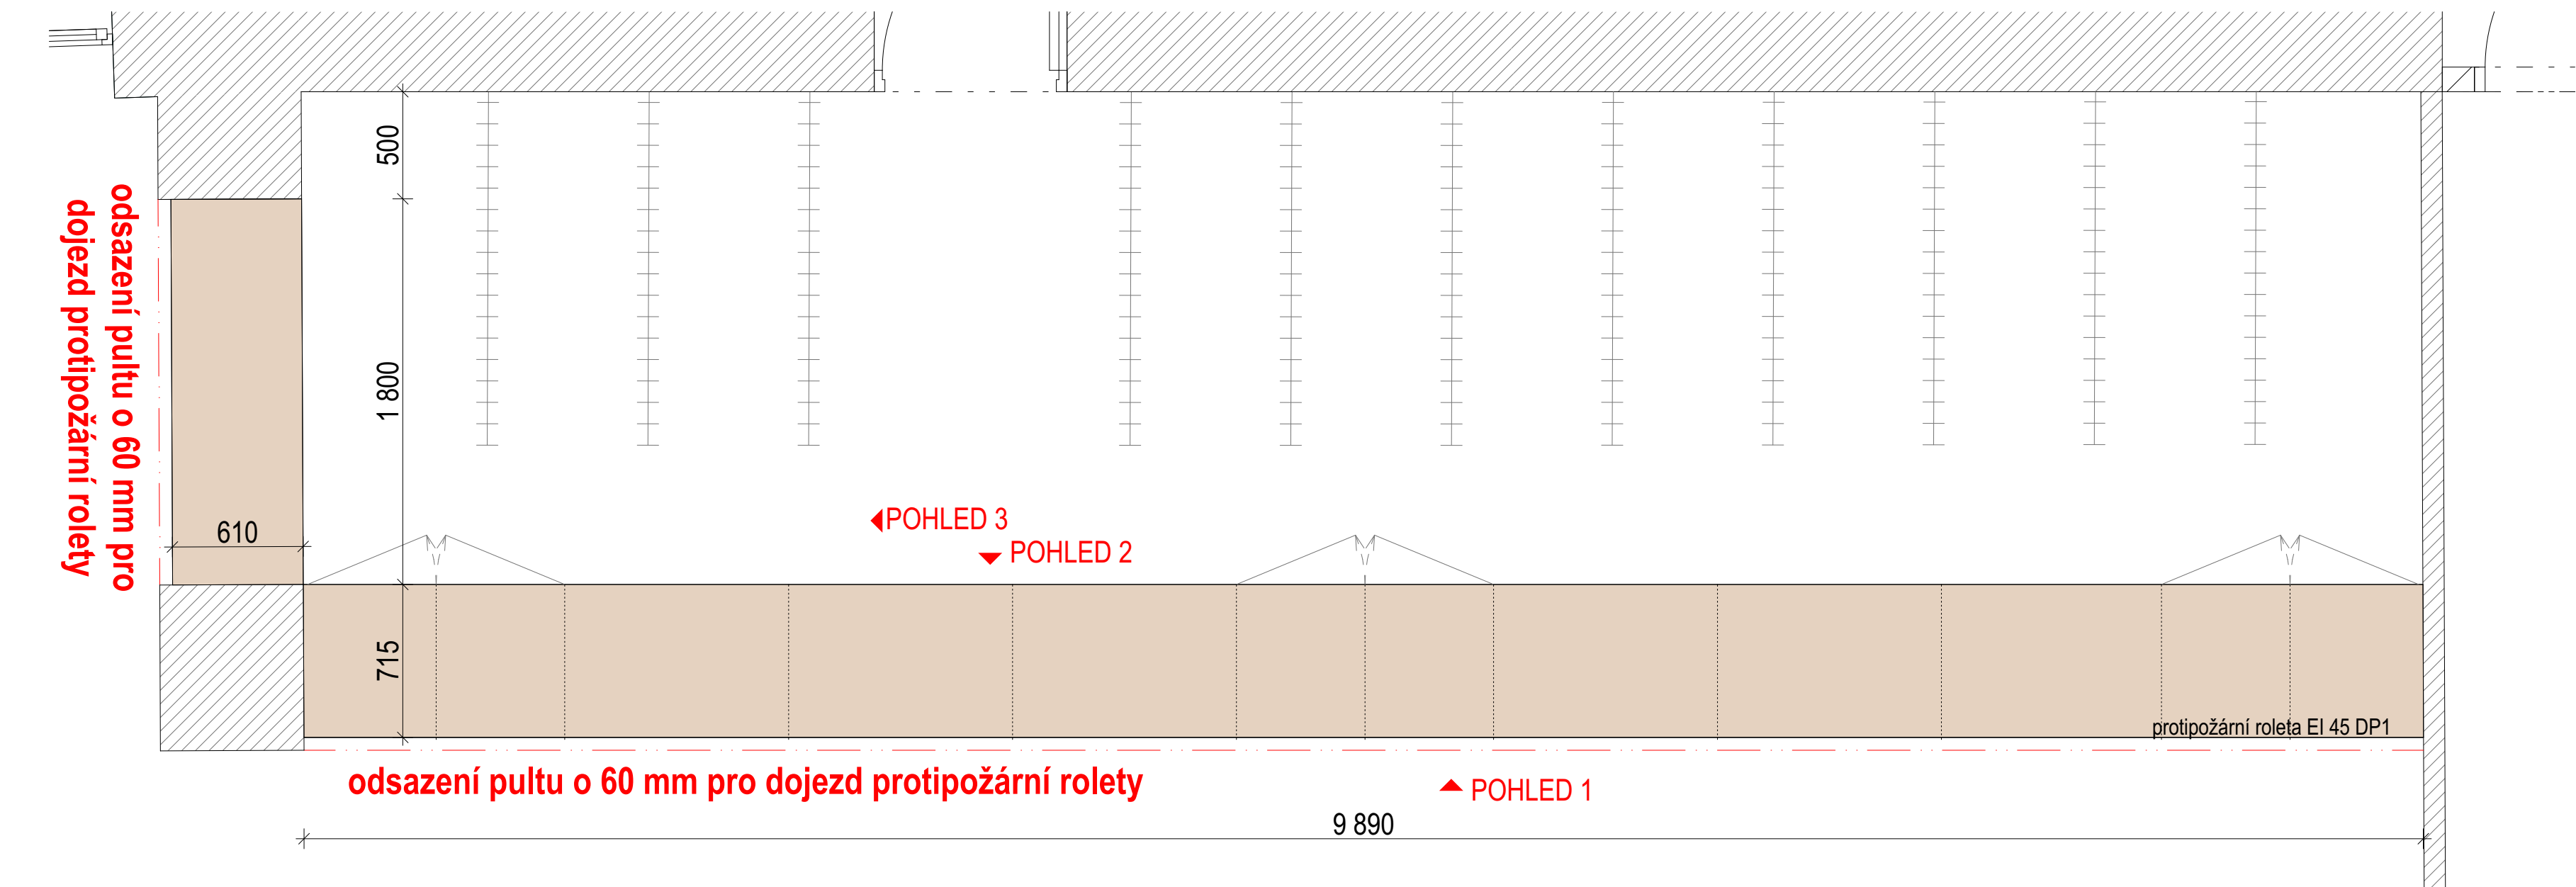 500
odsazení pultu o 60 mm pro
dojezd protipožární rolety
1 800
POHLED 3
610
POHLED 2
715
protipožární roleta EI 45 DP1
odsazení pultu o 60 mm pro dojezd protipožární rolety
POHLED 1
9 890